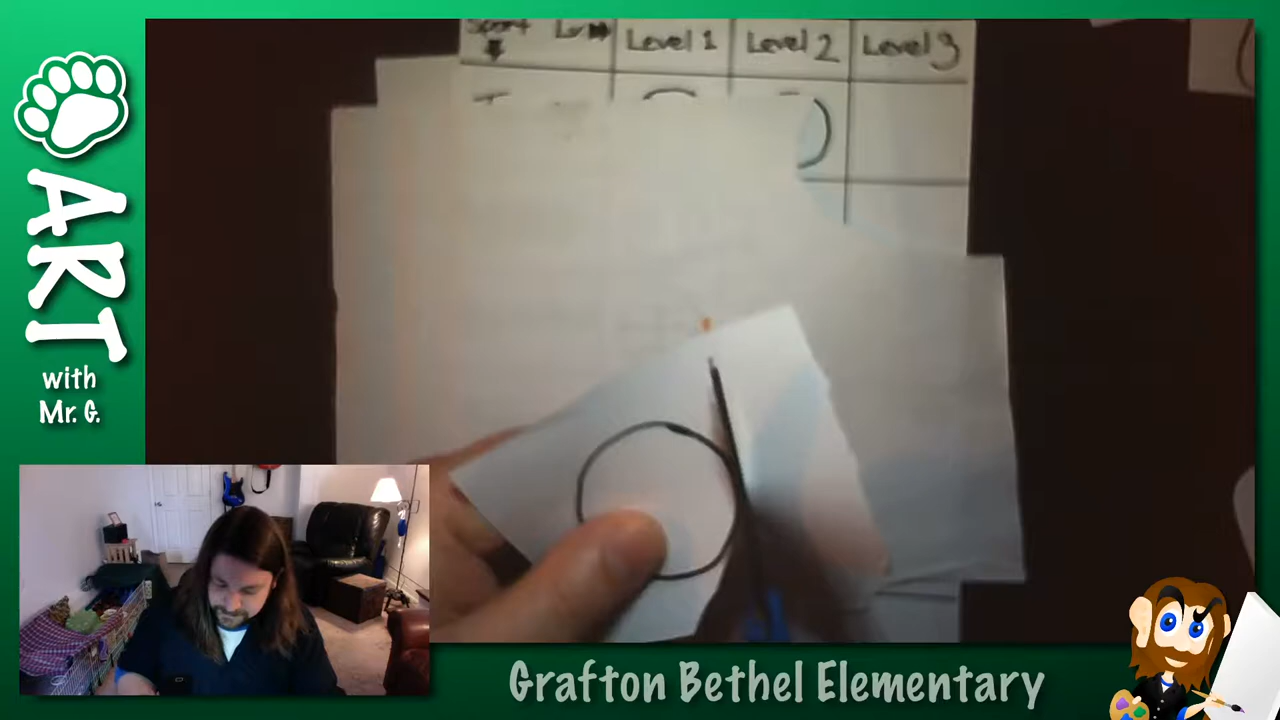 ART
with
Mr. G.
Level 1
Level 2
Level 3
Grafton Bethel Elementary